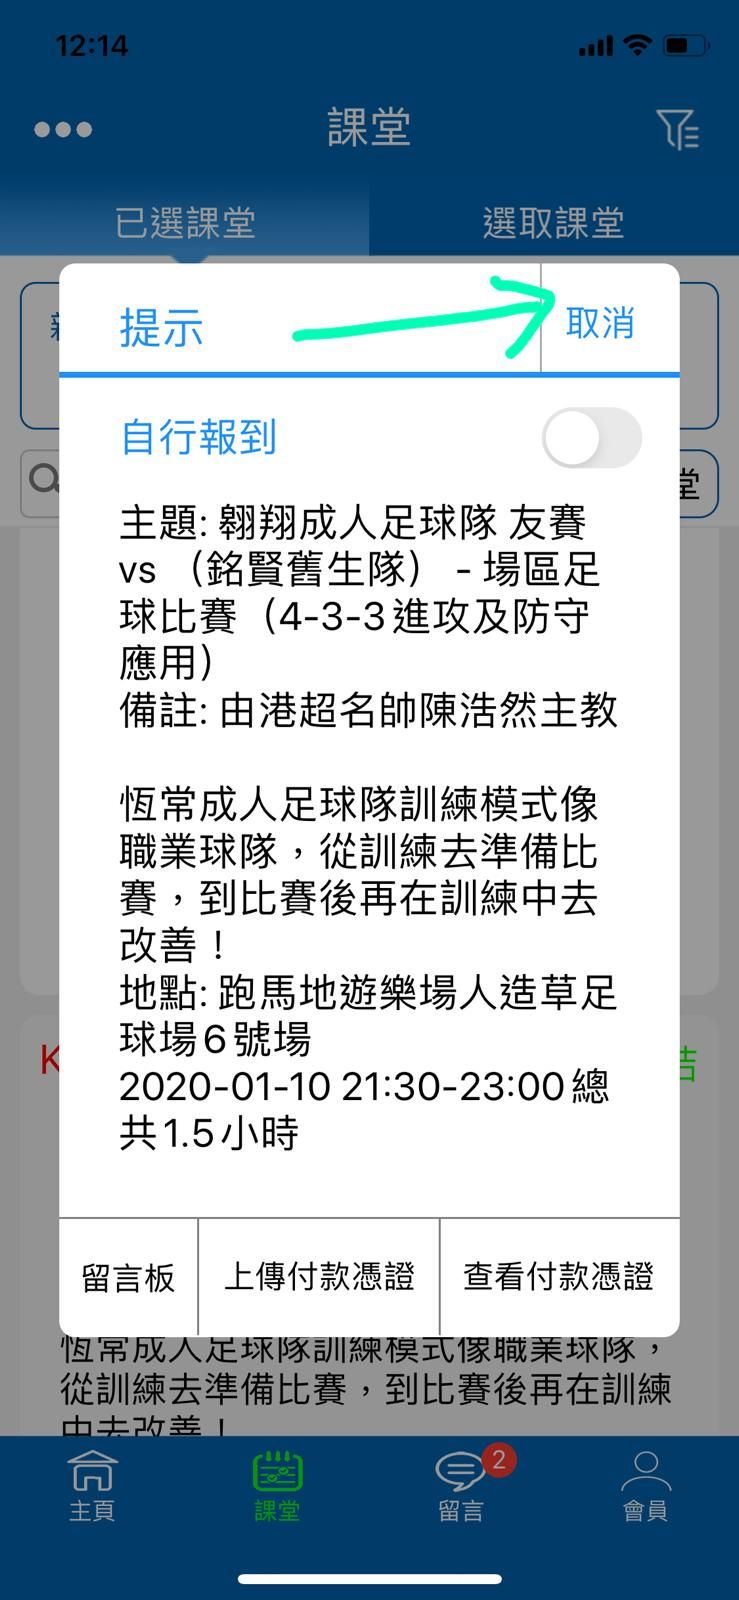 12:14
課堂
已選課堂
選取課堂
提示
取消
自行報到
主題: 翱翔成人足球隊 友賽
vs （銘賢舊生隊） - 場區足
球比賽（4-3-3進攻及防守
應用）
備註: 由港超名帥陳浩然主教
恆常成人足球隊訓練模式像
職業球隊，從訓練去準備比
賽，到比賽後再在訓練中去
改善！
地點: 跑馬地遊樂場人造草足
球場6號場
2020-01-10 21:30-23:00總
共1.5小時
留言板
上傳付款憑證
查看付款憑證
恆常成人足球隊訓練模式像職業球隊，
從訓練去準備比賽，到比賽後再在訓練
中去改善！
主頁
課堂
留言
2
會員